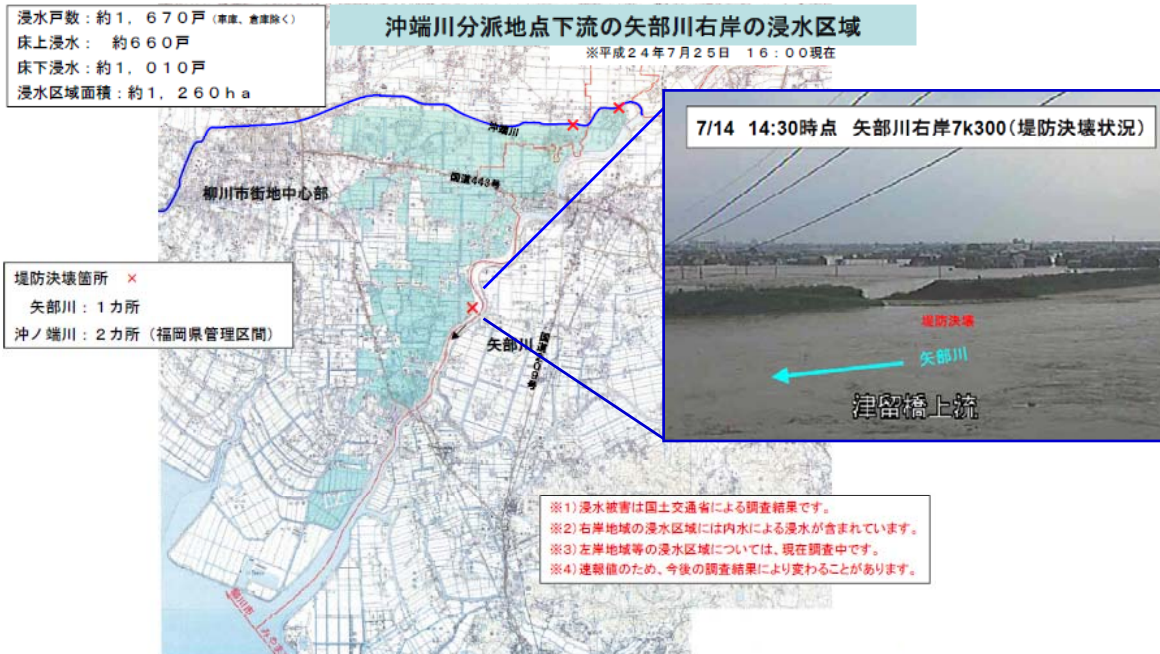 浸水戸数：約１，６７０戸（車庫、倉庫除く）
床上浸水：　約６６０戸
床下浸水：約１，０１０戸
浸水区域面積：約１，２６０ｈａ
沖端川分派地点下流の矢部川右岸の浸水区域
※平成２４年７月２５日　１６：００現在
7/14　14:30時点　矢部川右岸7k300（堤防決壊状況）
沖端川
国道443号
柳川市街地中心部
堤防決壊箇所　×
矢部川：１カ所
沖ノ端川：２カ所（福岡県管理区間）
矢部川
国道209号
堤防決壊
矢部川
津留橋上流
※1）浸水被害は国土交通省による調査結果です。
※2）右岸地域の浸水区域には内水による浸水が含まれています。
※3）左岸地域等の浸水区域については、現在調査中です。
※4）速報値のため、今後の調査結果により変わることがあります。
柳川市
みやま